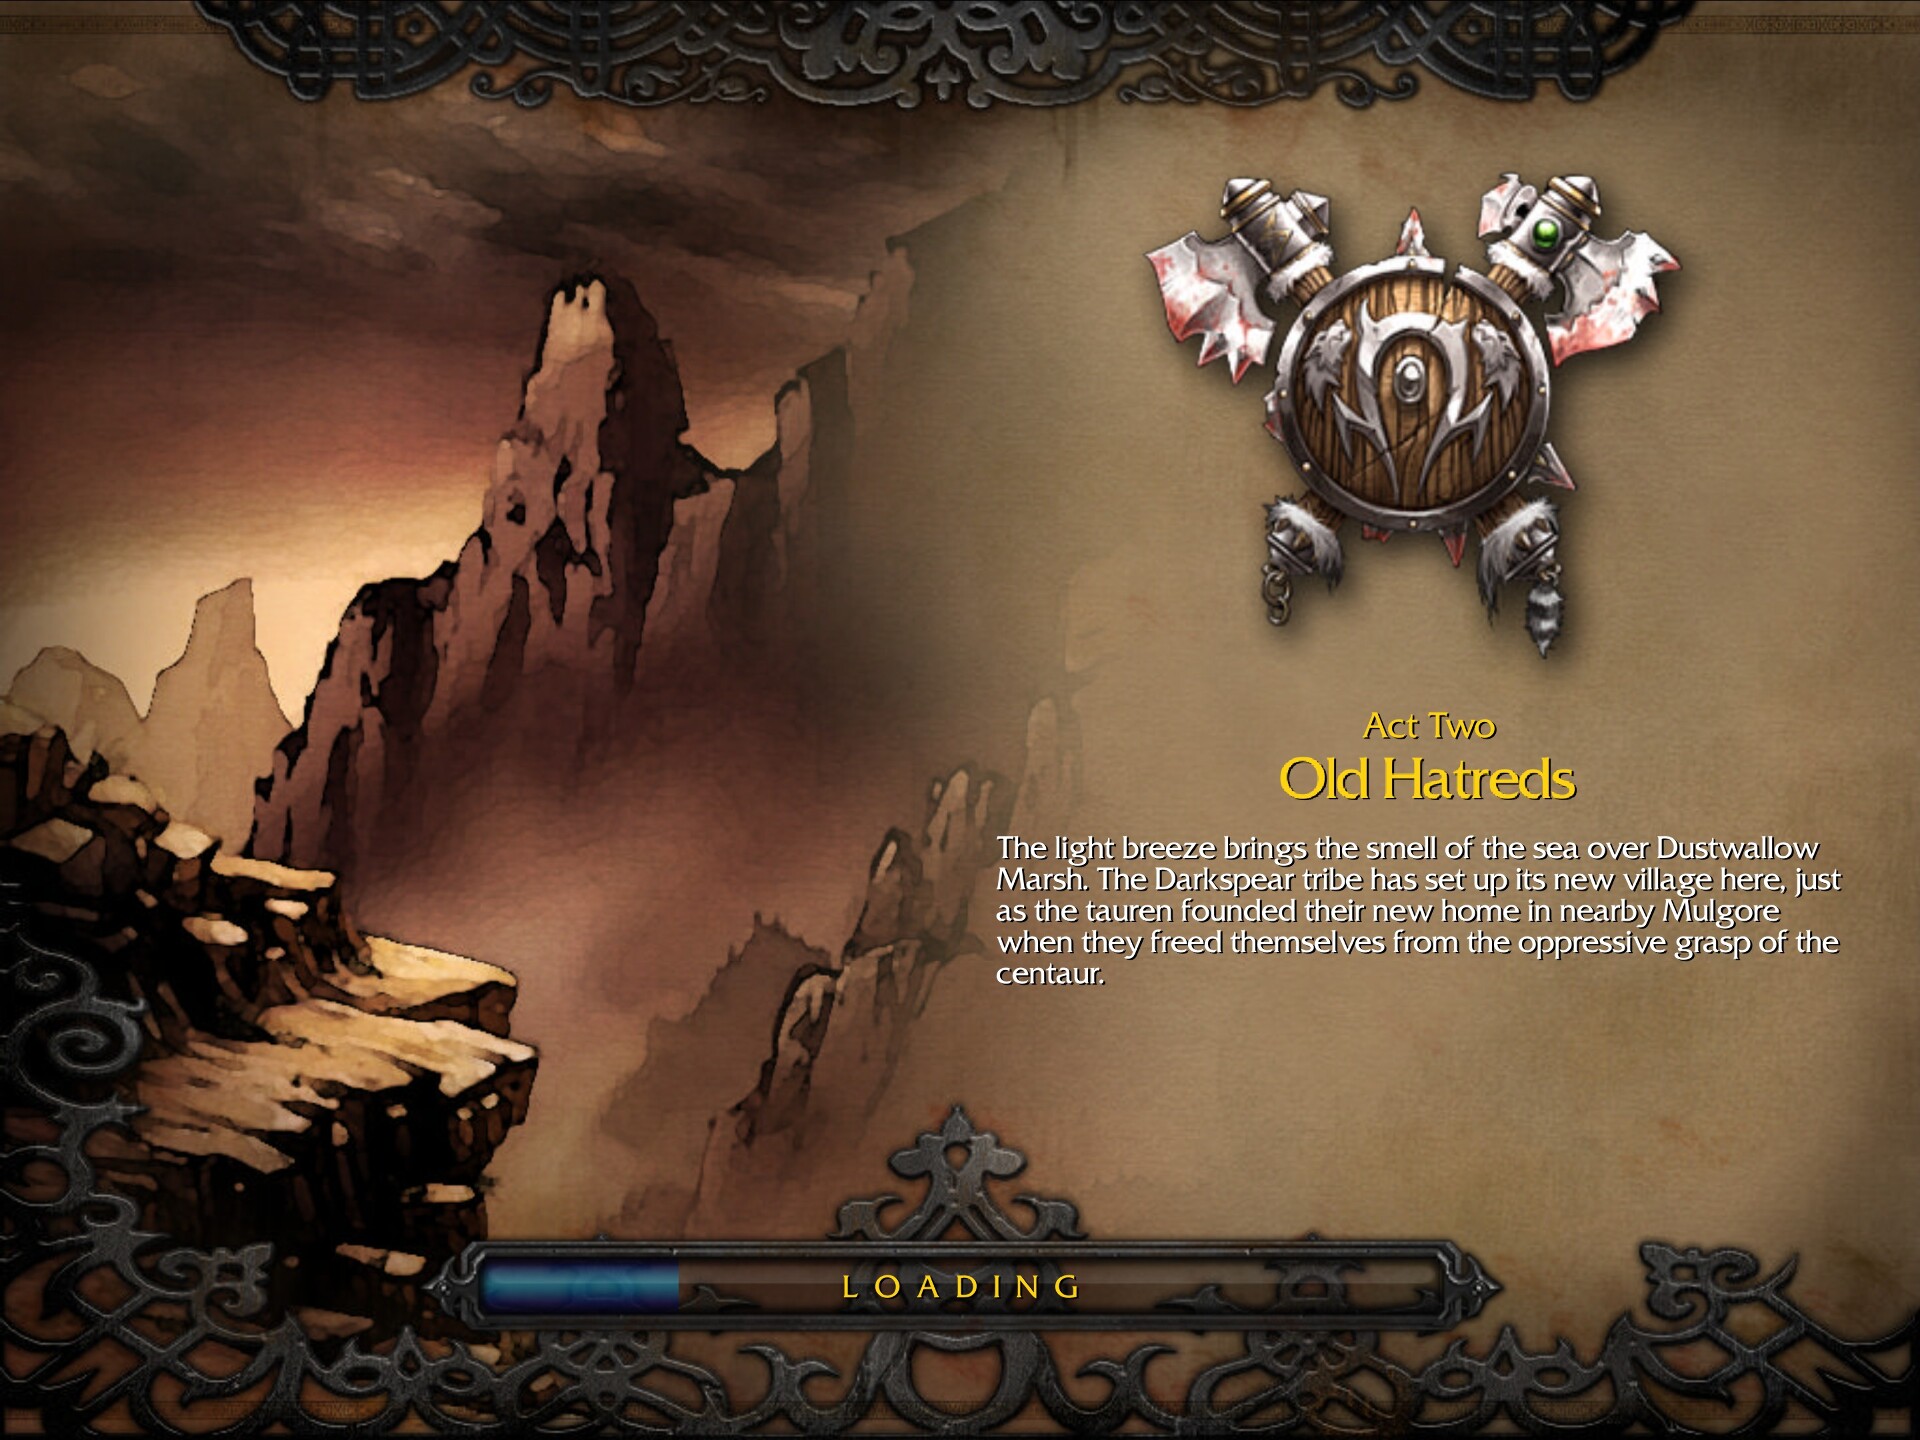 Act Two
Old Hatreds
The light breeze brings the smell of the sea over Dustwallow
Marsh. The Darkspear tribe has set up its new village here, just
as the tauren founded their new home in nearby Mulgore
when they freed themselves from the oppressive grasp of the
centaur.
LOADING